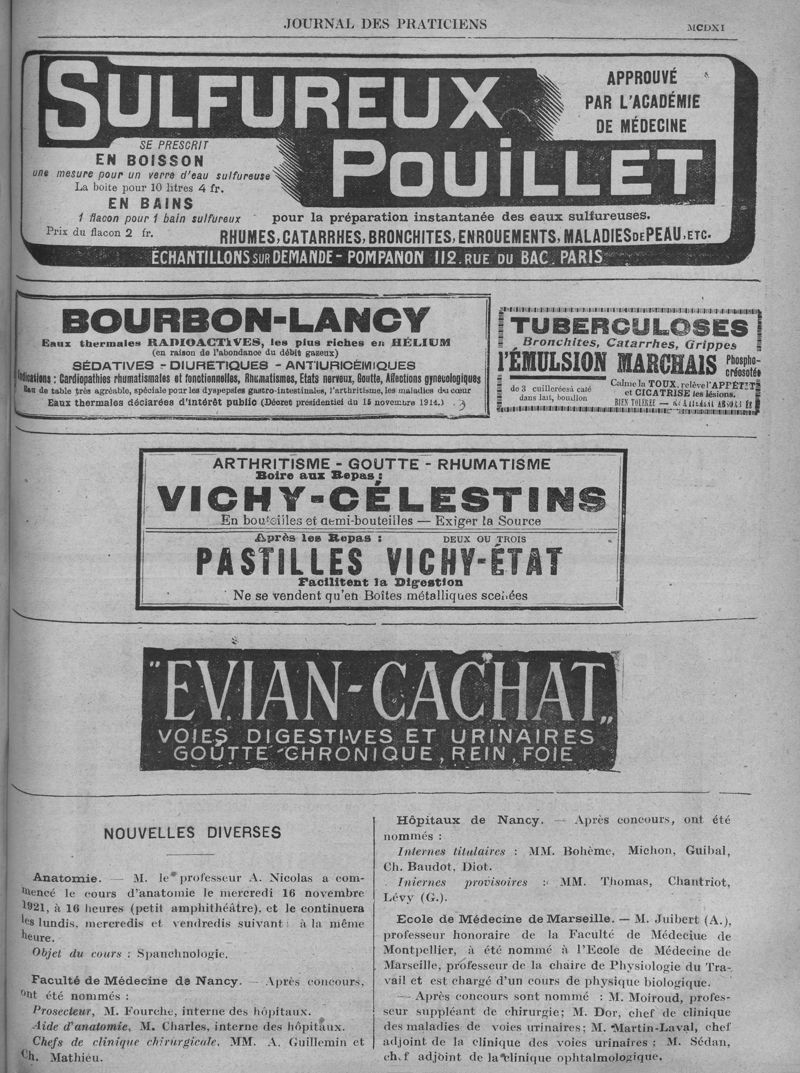 JOURNAL DES PRATICIENS
MCDXI
SULFUREUX
POUILLET
APPROUVÉ
PAR L'ACADÉMIE
DE MÉDECINE
SE PRESCRIT
EN BOISSON
une mesure pour un verre d'eau sulfureuse
La boite pour 10 litres 4 fr.
EN BAINS
1 flacon pour 1 bain sulfureux
Prix du flacon 2 fr.
pour la préparation instantanée des eaux sulfureuses.
RHUMES, CATARRHES, BRONCHITES, ENROUEMENTS, MALADIES DE PEAU, ETC.
ÉCHANTILLONS SUR DEMANDE - POMPANON 112. RUE DU BAC. PARIS
BOURBON-LANCY
Eaux thermales RADIOACTIVES, les plus riches en HÉLIUM
(en raison de l'abondance du débit gazeux)
SÉDATIVES - DIURÉTIQUES - ANTIURICÉMIQUES
Indications : Cardiopathies rhumatismales et fonctionnelles, Rhumatismes, Etats nerveux, Goutte, Affections gynecologiques
Eau de table très agréable, spéciale pour les dyspepsies gastro-intestinales, l'arthritisme, les maladies du cœur
Eaux thermales déclarées d'intérêt public (Décret présidentiel du 15 novembre 1914.)
TUBERCULOSES
Bronchites, Catarrhes, Grippes
l'ÉMULSION MARCHAIS Phospho-
créosotée
de 3 cuillerées à café
dans lait, bouillon
Calme la TOUX, relève l'APPÉTIT
et CICATRISE les lésions.
BIEN TOLÉRÉE —
ARTHRITISME - GOUTTE - RHUMATISME
Boire aux Repas :
VICHY-CÉLESTINS
En bouteilles et demi-bouteilles — Exiger la Source
Après les Repas : DEUX OU TROIS
PASTILLES VICHY-ÉTAT
Facilitent la Digestion
Ne se vendent qu'en Boîtes métalliques scellées
"EVIAN-CACHAT"
VOIES DIGESTIVES ET URINAIRES
GOUTTE CHRONIQUE, REIN, FOIE
NOUVELLES DIVERSES
Anatomie. — M. le professeur A. Nicolas a com-
mencé le cours d'anatomie le mercredi 16 novembre
1921, à 16 heures (petit amphithéâtre), et le continuera
les lundis, mercredis et vendredis suivant à la même
heure.
Objet du cours : Spanchnologie.
Faculté de Médecine de Nancy. — Après concours,
ont été nommés :
Prosecteur, M. Fourche, interne des hôpitaux.
Aide d'anatomie, M. Charles, interne des hôpitaux.
Chefs de clinique chirurgicale, MM. A. Guillemin et
Ch. Mathieu.
Hôpitaux de Nancy. — Après concours, ont été
nommés :
Internes titulaires : MM. Bohème, Michon, Guibal,
Ch. Baudot, Diot.
Internes provisoires : MM. Thomas, Chantriot,
Lévy (G.).
Ecole de Médecine de Marseille. — M. Juibert (A.),
professeur honoraire de la Faculté de Médecine de
Montpellier, à été nommé à l'Ecole de Médecine de
Marseille, professeur de la chaire de Physiologie du Tra-
vail et est chargé d'un cours de physique biologique.
— Après concours sont nommé : M. Moiroud, profes-
seur suppléant de chirurgie; M. Dor, chef de clinique
des maladies de voies urinaires; M. Martin-Laval, chef
adjoint de la clinique des voies urinaires ; M. Sédan,
chef adjoint de la clinique ophtalmologique.